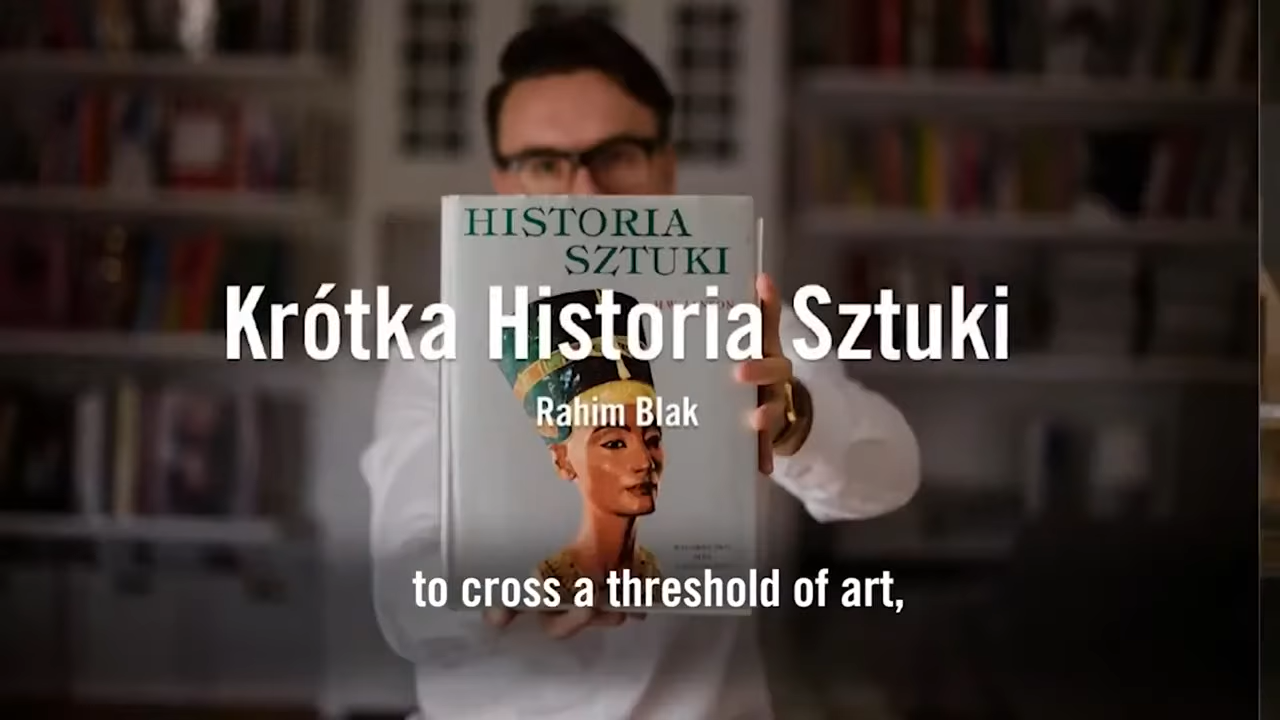 HISTORIA
SZTUKI
Krótka Historia Sztuki
Rahim Blak
to cross a threshold of art,